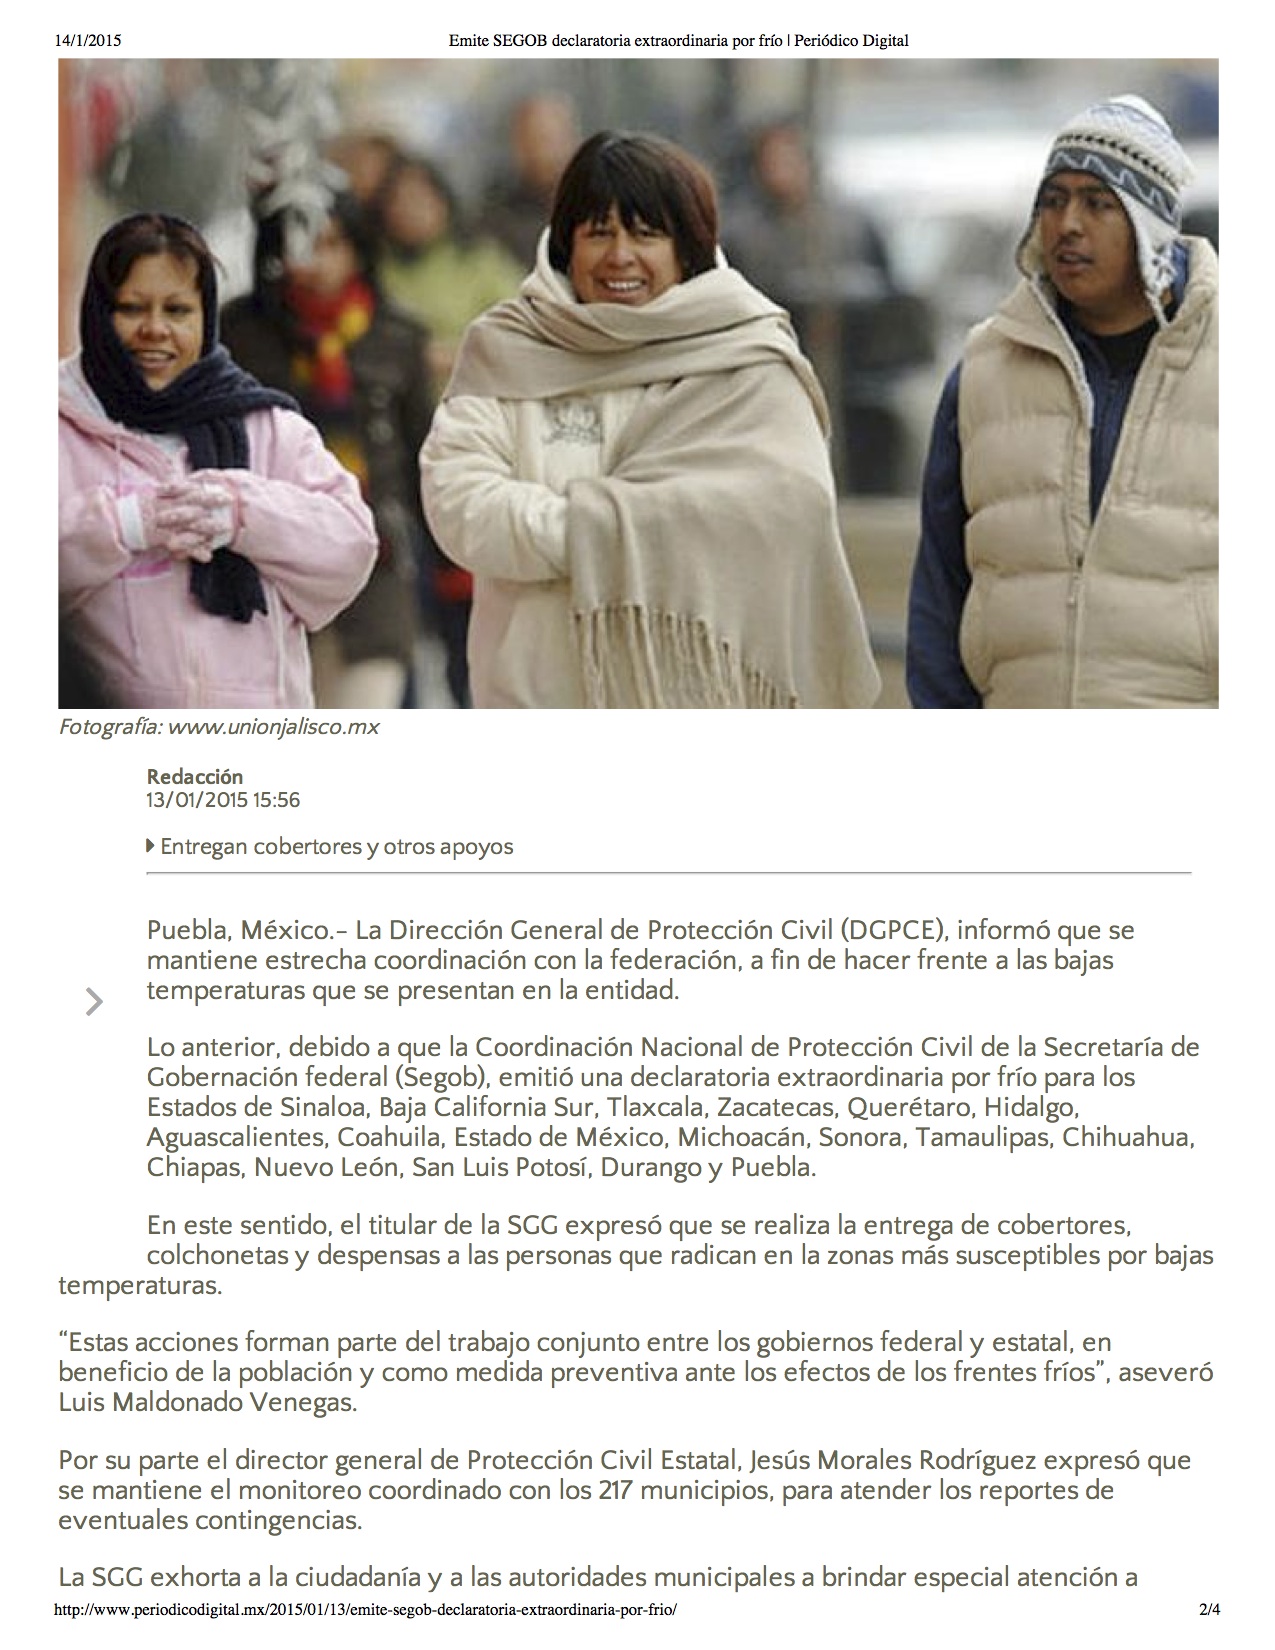 14/1/2015 Emite SEGOB declaratoria extraordinaria por frío | Periódico Digital
Fotografía: www.unionjalisco.mx
Redacción
13/01/2015 15:56
Entregan cobertores y otros apoyos
Puebla, México.- La Dirección General de Protección Civil (DGPCE), informó que se
mantiene estrecha coordinación con la federación, a fin de hacer frente a las bajas
temperaturas que se presentan en la entidad.
Lo anterior, debido a que la Coordinación Nacional de Protección Civil de la Secretaría de
Gobernación federal (Segob), emitió una declaratoria extraordinaria por frío para los
Estados de Sinaloa, Baja California Sur, Tlaxcala, Zacatecas, Querétaro, Hidalgo,
Aguascalientes, Coahuila, Estado de México, Michoacán, Sonora, Tamaulipas, Chihuahua,
Chiapas, Nuevo León, San Luis Potosí, Durango y Puebla.
En este sentido, el titular de la SGG expresó que se realiza la entrega de cobertores,
colchonetas y despensas a las personas que radican en la zonas más susceptibles por bajas
temperaturas.
“Estas acciones forman parte del trabajo conjunto entre los gobiernos federal y estatal, en
beneficio de la población y como medida preventiva ante los efectos de los frentes fríos”, aseveró
Luis Maldonado Venegas.
Por su parte el director general de Protección Civil Estatal, Jesús Morales Rodríguez expresó que
se mantiene el monitoreo coordinado con los 217 municipios, para atender los reportes de
eventuales contingencias.
La SGG exhorta a la ciudadanía y a las autoridades municipales a brindar especial atención a
http://www.periodicodigital.mx/2015/01/13/emite-segob-declaratoria-extraordinaria-por-frio/ 2/4